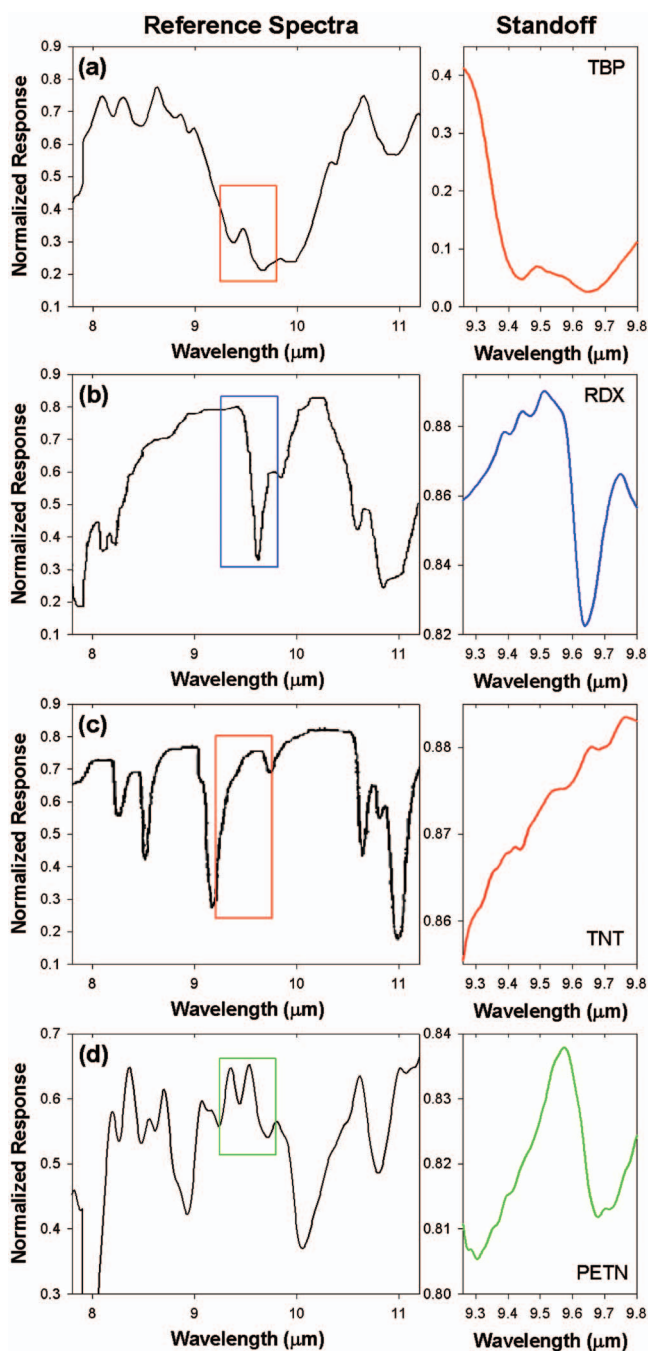 Reference Spectra
Standoff
(a)
Normalized Response
0.9
0.8
0.7
0.6
0.5
0.4
0.3
0.2
0.1
8 9 10 11
Wavelength (μm)
TBP
0.4
0.3
0.2
0.1
0.0
9.3 9.4 9.5 9.6 9.7 9.8
Wavelength (μm)
(b)
Normalized Response
0.9
0.8
0.7
0.6
0.5
0.4
0.3
0.2
0.1
8 9 10 11
Wavelength (μm)
RDX
0.88
0.86
0.84
0.82
9.3 9.4 9.5 9.6 9.7 9.8
Wavelength (μm)
(c)
Normalized Response
0.9
0.8
0.7
0.6
0.5
0.4
0.3
0.2
0.1
8 9 10 11
Wavelength (μm)
0.88
0.87
0.86
TNT
9.3 9.4 9.5 9.6 9.7 9.8
Wavelength (μm)
(d)
Normalized Response
0.7
0.6
0.5
0.4
0.3
8 9 10 11
Wavelength (μm)
0.84
0.83
0.82
0.81
0.80
PETN
9.3 9.4 9.5 9.6 9.7 9.8
Wavelength (μm)